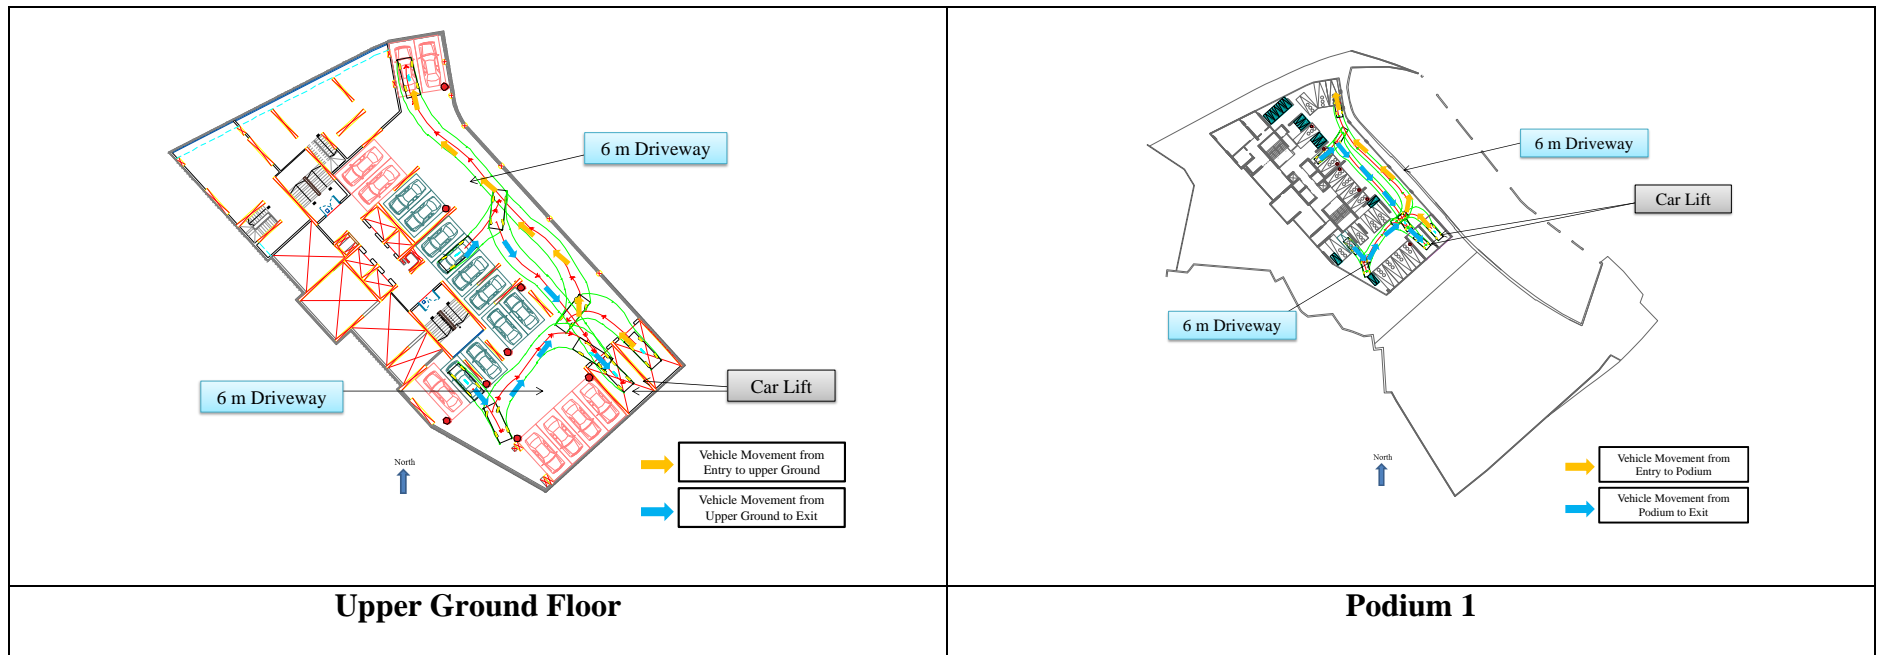 6 m Driveway
6 m Driveway
Car Lift
North
Vehicle Movement from
Entry to upper Ground
Vehicle Movement from
Upper Ground to Exit
Upper Ground Floor
6 m Driveway
Car Lift
6 m Driveway
North
Vehicle Movement from
Entry to Podium
Vehicle Movement from
Podium to Exit
Podium 1